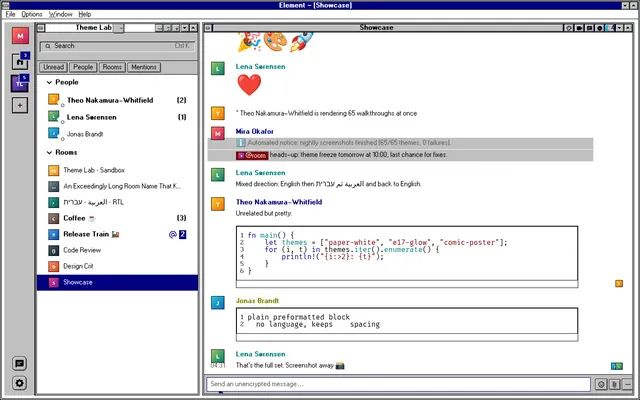 Element – [Showcase]
File Options Window Help
M
3
5
TL
Theme Lab
Search Ctrl K
Unread People Rooms Mentions
People
T Theo Nakamura-Whitfield (2)
L Lena Sørensen (1)
J Jonas Brandt
Rooms
Theme Lab · Sandbox
An Exceedingly Long Room Name That K...
العربية · עברית · RTL
C Coffee ☕ (3)
Release Train 🚂 @ 2
Code Review
Design Crit
Showcase
Showcase
4
🎉🎨🚀
L Lena Sørensen
❤️
T * Theo Nakamura-Whitfield is rendering 65 walkthroughs at once
M Mira Okafor
ℹ️ Automated notice: nightly screenshots finished (65/65 themes, 0 failures).
@room heads-up: theme freeze tomorrow at 10:00, last chance for fixes.
L Lena Sørensen
Mixed direction: English then العربية ثم עברית and back to English.
T Theo Nakamura-Whitfield
Unrelated but pretty:
1 fn main() {
2 let themes = ["paper-white", "e17-glow", "comic-poster"];
3 for (i, t) in themes.iter().enumerate() {
4 println!("{i:>2}: {t}");
5 }
6 }
T
J Jonas Brandt
1 plain preformatted block
2 no language, keeps spacing
L Lena Sørensen
04:31 That's the full set. Screenshot away 📸
Send an unencrypted message...